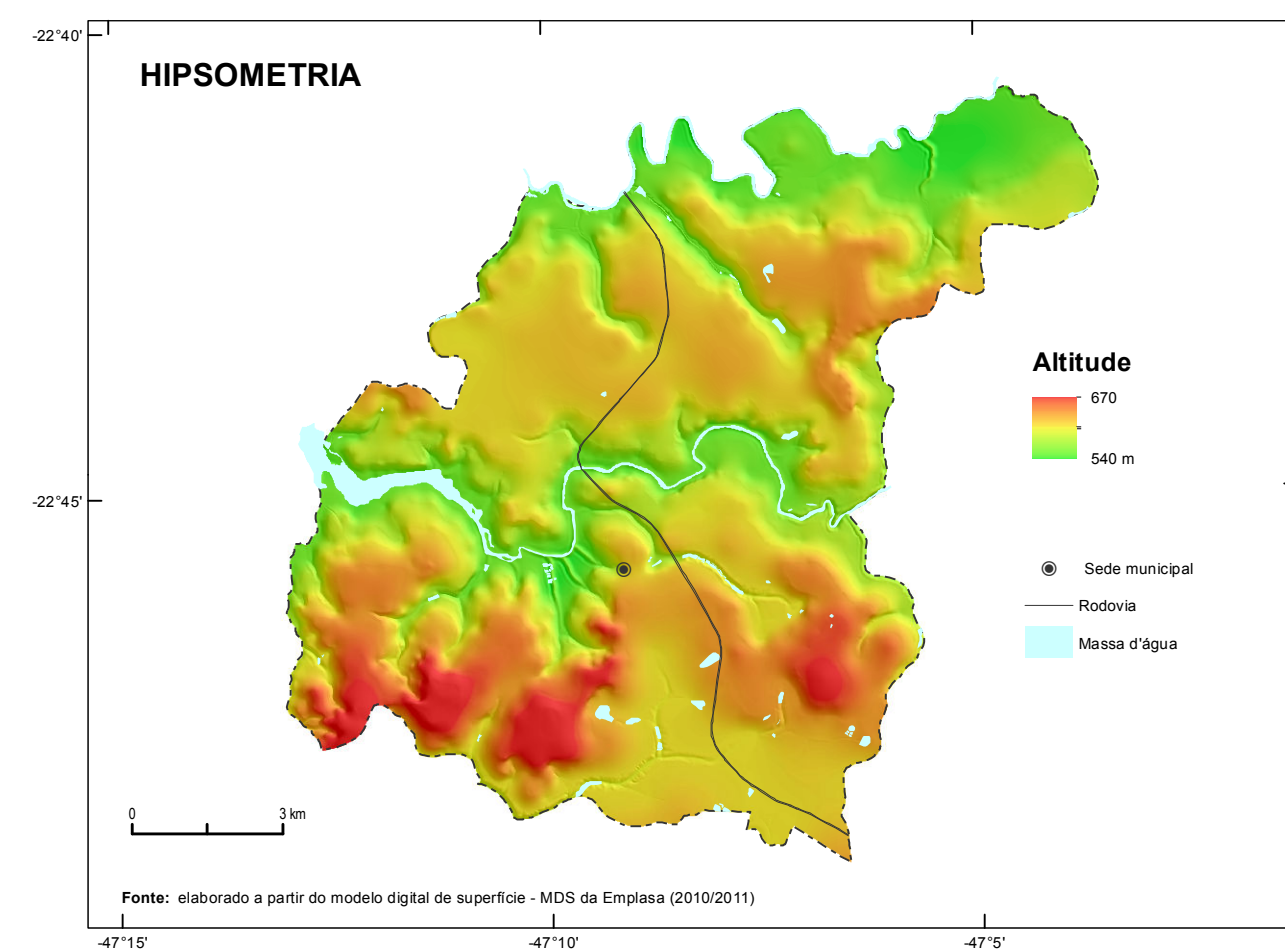 -22°40'
HIPSOMETRIA
Altitude
670
540 m
-22°45'
Sede municipal
Rodovia
Massa d'água
0 3 km
Fonte: elaborado a partir do modelo digital de superfície - MDS da Emplasa (2010/2011)
-47°15' -47°10' -47°5'